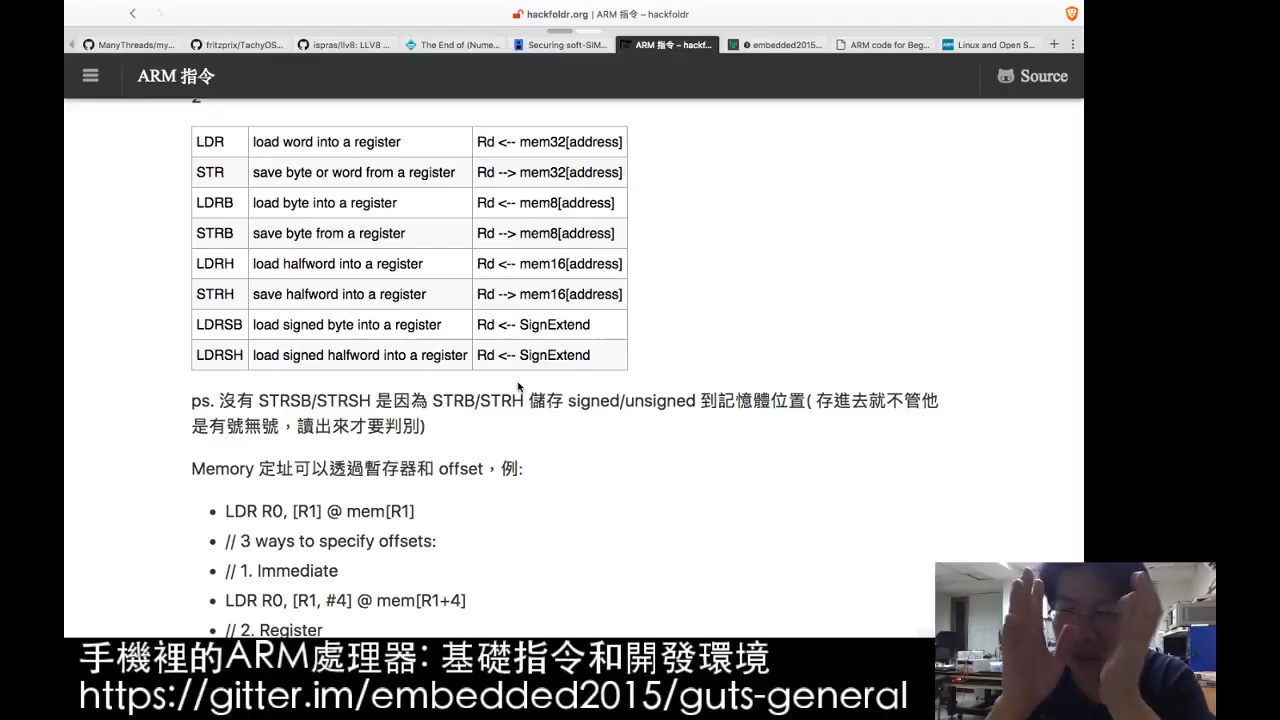 hackfoldr.org | ARM 指令 – hackfoldr
ManyThreads/my...
fritzprix/TachyOS...
ispras/llv8: LLV8 ...
The End of (Nume...
Securing soft-SIM...
ARM 指令 – hackf...
embedded2015...
ARM code for Beg...
Linux and Open S...
ARM 指令
Source
LDR load word into a register Rd <-- mem32[address]
STR save byte or word from a register Rd --> mem32[address]
LDRB load byte into a register Rd <-- mem8[address]
STRB save byte from a register Rd --> mem8[address]
LDRH load halfword into a register Rd <-- mem16[address]
STRH save halfword into a register Rd --> mem16[address]
LDRSB load signed byte into a register Rd <-- SignExtend
LDRSH load signed halfword into a register Rd <-- SignExtend
ps. 沒有 STRSB/STRSH 是因為 STRB/STRH 儲存 signed/unsigned 到記憶體位置( 存進去就不管他
是有號無號，讀出來才要判別)
Memory 定址可以透過暫存器和 offset，例:
LDR R0, [R1] @ mem[R1]
// 3 ways to specify offsets:
// 1. Immediate
LDR R0, [R1, #4] @ mem[R1+4]
// 2. Register
手機裡的ARM處理器: 基礎指令和開發環境
https://gitter.im/embedded2015/guts-general